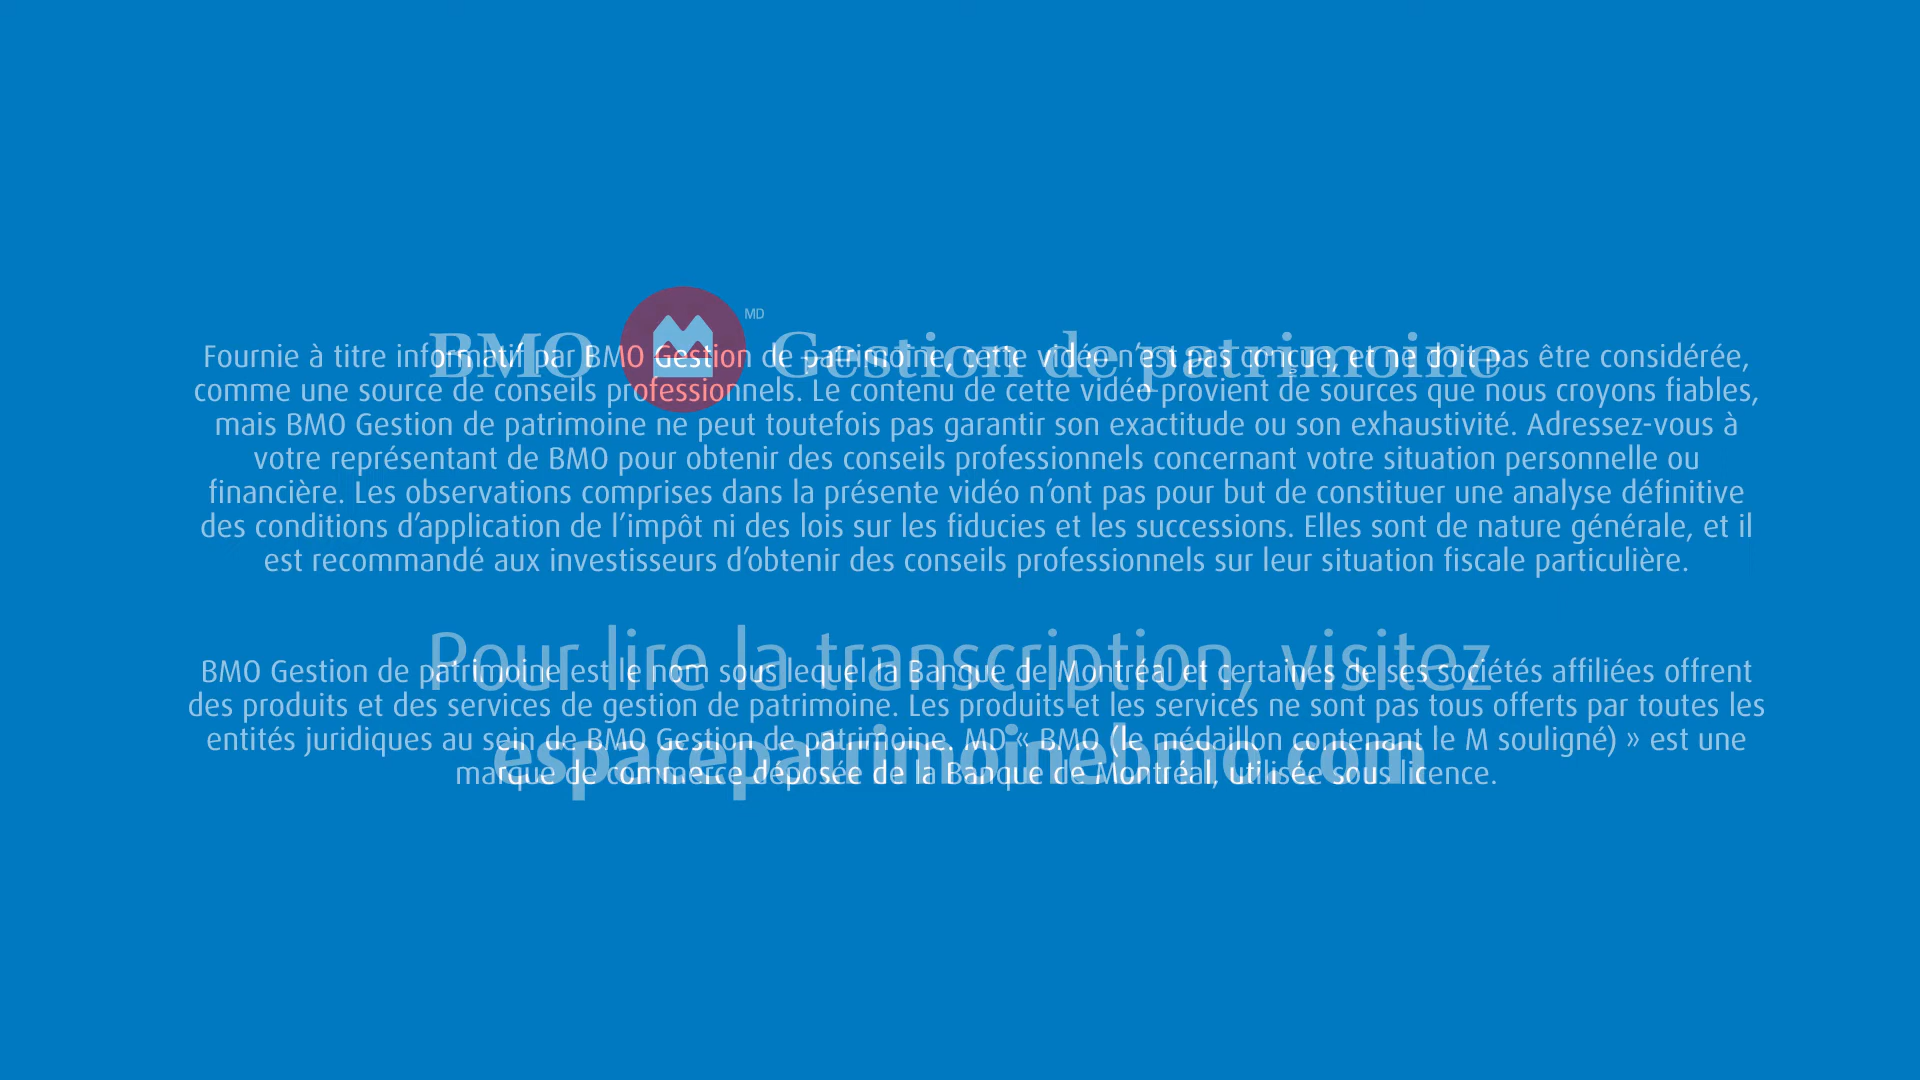 BMO MD Gestion de patrimoine
Fournie à titre informatif par BMO Gestion de patrimoine, cette vidéo n’est pas conçue, et ne doit pas être considérée,
comme une source de conseils professionnels. Le contenu de cette vidéo provient de sources que nous croyons fiables,
mais BMO Gestion de patrimoine ne peut toutefois pas garantir son exactitude ou son exhaustivité. Adressez-vous à
votre représentant de BMO pour obtenir des conseils professionnels concernant votre situation personnelle ou
financière. Les observations comprises dans la présente vidéo n’ont pas pour but de constituer une analyse définitive
des conditions d’application de l’impôt ni des lois sur les fiducies et les successions. Elles sont de nature générale, et il
est recommandé aux investisseurs d’obtenir des conseils professionnels sur leur situation fiscale particulière.
Pour lire la transcription, visitez
espacepatrimoinebmo.com
BMO Gestion de patrimoine est le nom sous lequel la Banque de Montréal et certaines de ses sociétés affiliées offrent
des produits et des services de gestion de patrimoine. Les produits et les services ne sont pas tous offerts par toutes les
entités juridiques au sein de BMO Gestion de patrimoine. MD « BMO (le médaillon contenant le M souligné) » est une
marque de commerce déposée de la Banque de Montréal, utilisée sous licence.